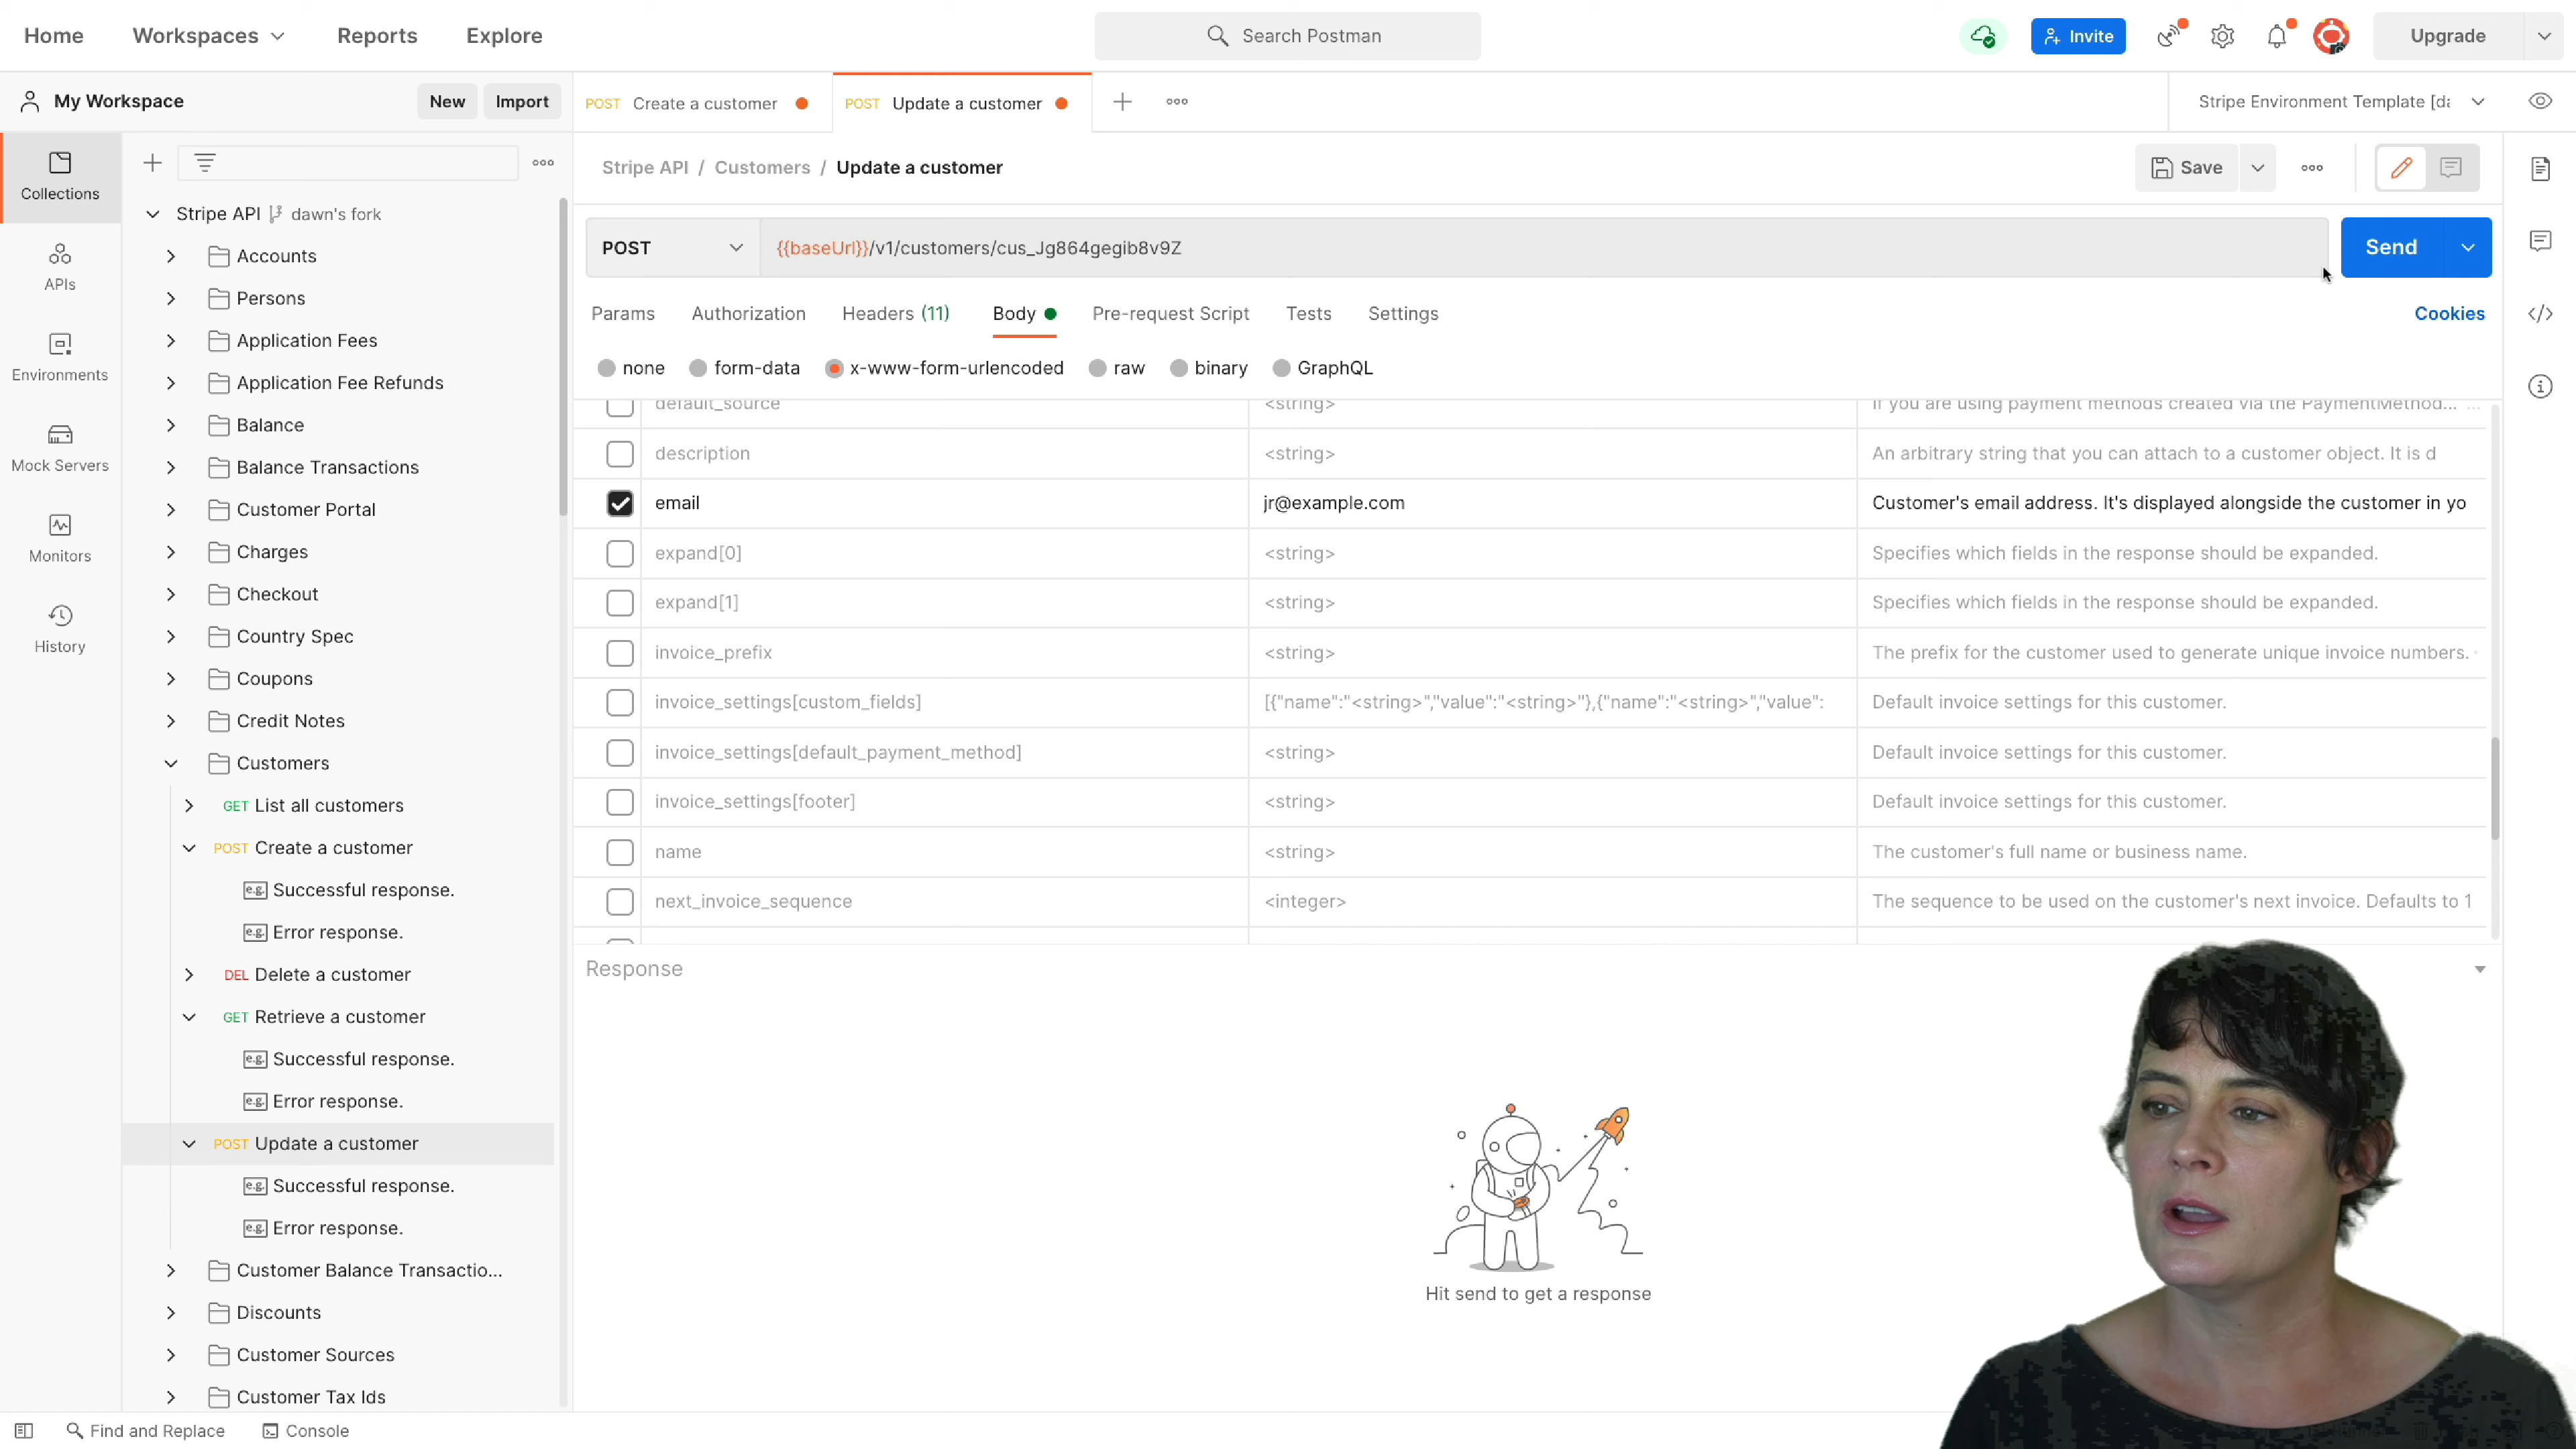 Home Workspaces Reports Explore Search Postman Invite Upgrade
My Workspace New Import POST Create a customer POST Update a customer Stripe Environment Template [da
Collections
APIs
Environments
Mock Servers
Monitors
History
Stripe API dawn's fork
Accounts
Persons
Application Fees
Application Fee Refunds
Balance
Balance Transactions
Customer Portal
Charges
Checkout
Country Spec
Coupons
Credit Notes
Customers
GET List all customers
POST Create a customer
e.g. Successful response.
e.g. Error response.
DEL Delete a customer
GET Retrieve a customer
e.g. Successful response.
e.g. Error response.
POST Update a customer
e.g. Successful response.
e.g. Error response.
Customer Balance Transactio...
Discounts
Customer Sources
Customer Tax Ids
Stripe API / Customers / Update a customer Save
POST {{baseUrl}}/v1/customers/cus_Jg864gegib8v9Z Send
Params Authorization Headers (11) Body Pre-request Script Tests Settings Cookies
none form-data x-www-form-urlencoded raw binary GraphQL
default_source <string> If you are using payment methods created via the PaymentMethod... ...
description <string> An arbitrary string that you can attach to a customer object. It is d
email jr@example.com Customer's email address. It's displayed alongside the customer in yo
expand[0] <string> Specifies which fields in the response should be expanded.
expand[1] <string> Specifies which fields in the response should be expanded.
invoice_prefix <string> The prefix for the customer used to generate unique invoice numbers.
invoice_settings[custom_fields] [{"name":"<string>","value":"<string>"},{"name":"<string>","value": Default invoice settings for this customer.
invoice_settings[default_payment_method] <string> Default invoice settings for this customer.
invoice_settings[footer] <string> Default invoice settings for this customer.
name <string> The customer's full name or business name.
next_invoice_sequence <integer> The sequence to be used on the customer's next invoice. Defaults to 1
Response
Hit send to get a response
Find and Replace Console